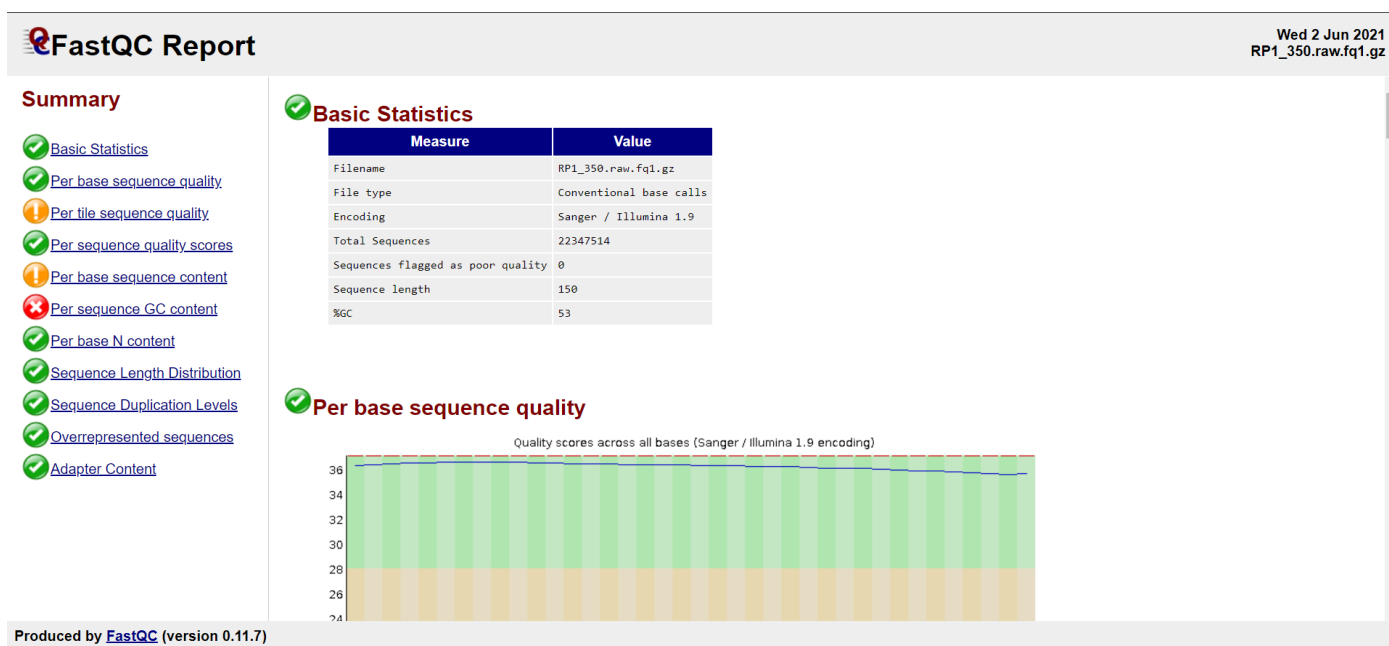 FastQC Report
Wed 2 Jun 2021
RP1_350.raw.fq1.gz
Summary
Basic Statistics
Per base sequence quality
Per tile sequence quality
Per sequence quality scores
Per base sequence content
Per sequence GC content
Per base N content
Sequence Length Distribution
Sequence Duplication Levels
Overrepresented sequences
Adapter Content
Basic Statistics
Measure Value
Filename RP1_350.raw.fq1.gz
File type Conventional base calls
Encoding Sanger / Illumina 1.9
Total Sequences 22347514
Sequences flagged as poor quality 0
Sequence length 150
%GC 53
Per base sequence quality
Quality scores across all bases (Sanger / Illumina 1.9 encoding)
36
34
32
30
28
26
24
Produced by FastQC (version 0.11.7)